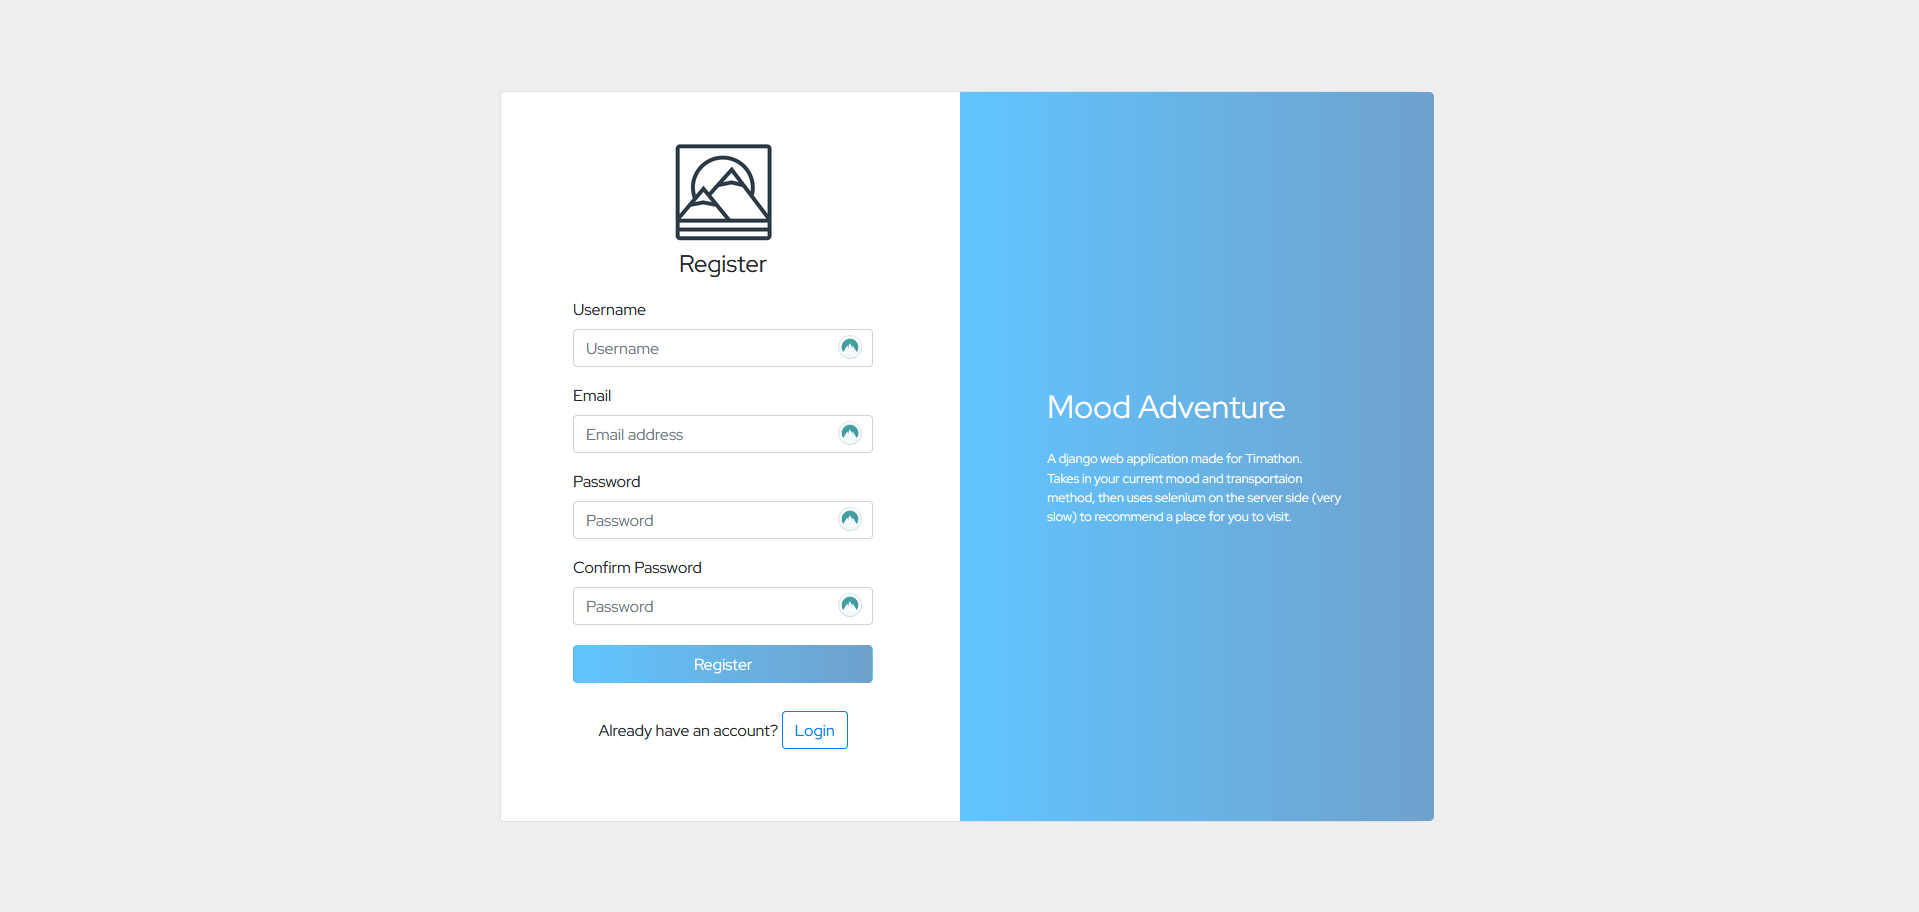 Register
Username
Username
Email
Email address
Password
Password
Confirm Password
Password
Register
Already have an account? Login
Mood Adventure
A django web application made for Timathon.
Takes in your current mood and transportaion
method, then uses selenium on the server side (very
slow) to recommend a place for you to visit.